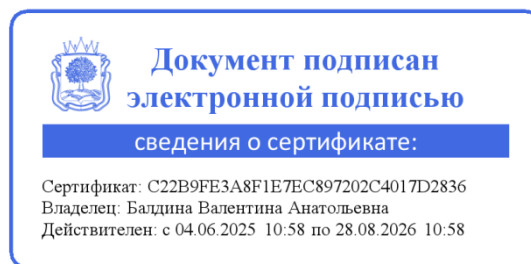 Документ подписан
электронной подписью
сведения о сертификате:
Сертификат: C22B9FE3A8F1E7EC897202C4017D2836
Владелец: Балдина Валентина Анатольевна
Действителен: с 04.06.2025 10:58 по 28.08.2026 10:58